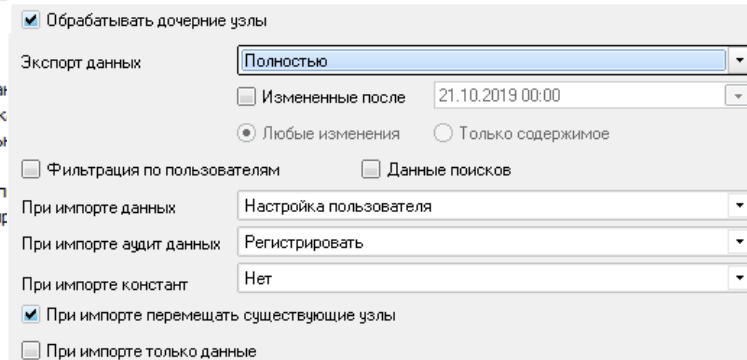 Обрабатывать дочерние узлы
Экспорт данных Полностью
Измененные после 21.10.2019 00:00
Любые изменения Только содержимое
Фильтрация по пользователям Данные поисков
При импорте данных Настройка пользователя
При импорте аудит данных Регистрировать
При импорте констант Нет
При импорте перемещать существующие узлы
При импорте только данные